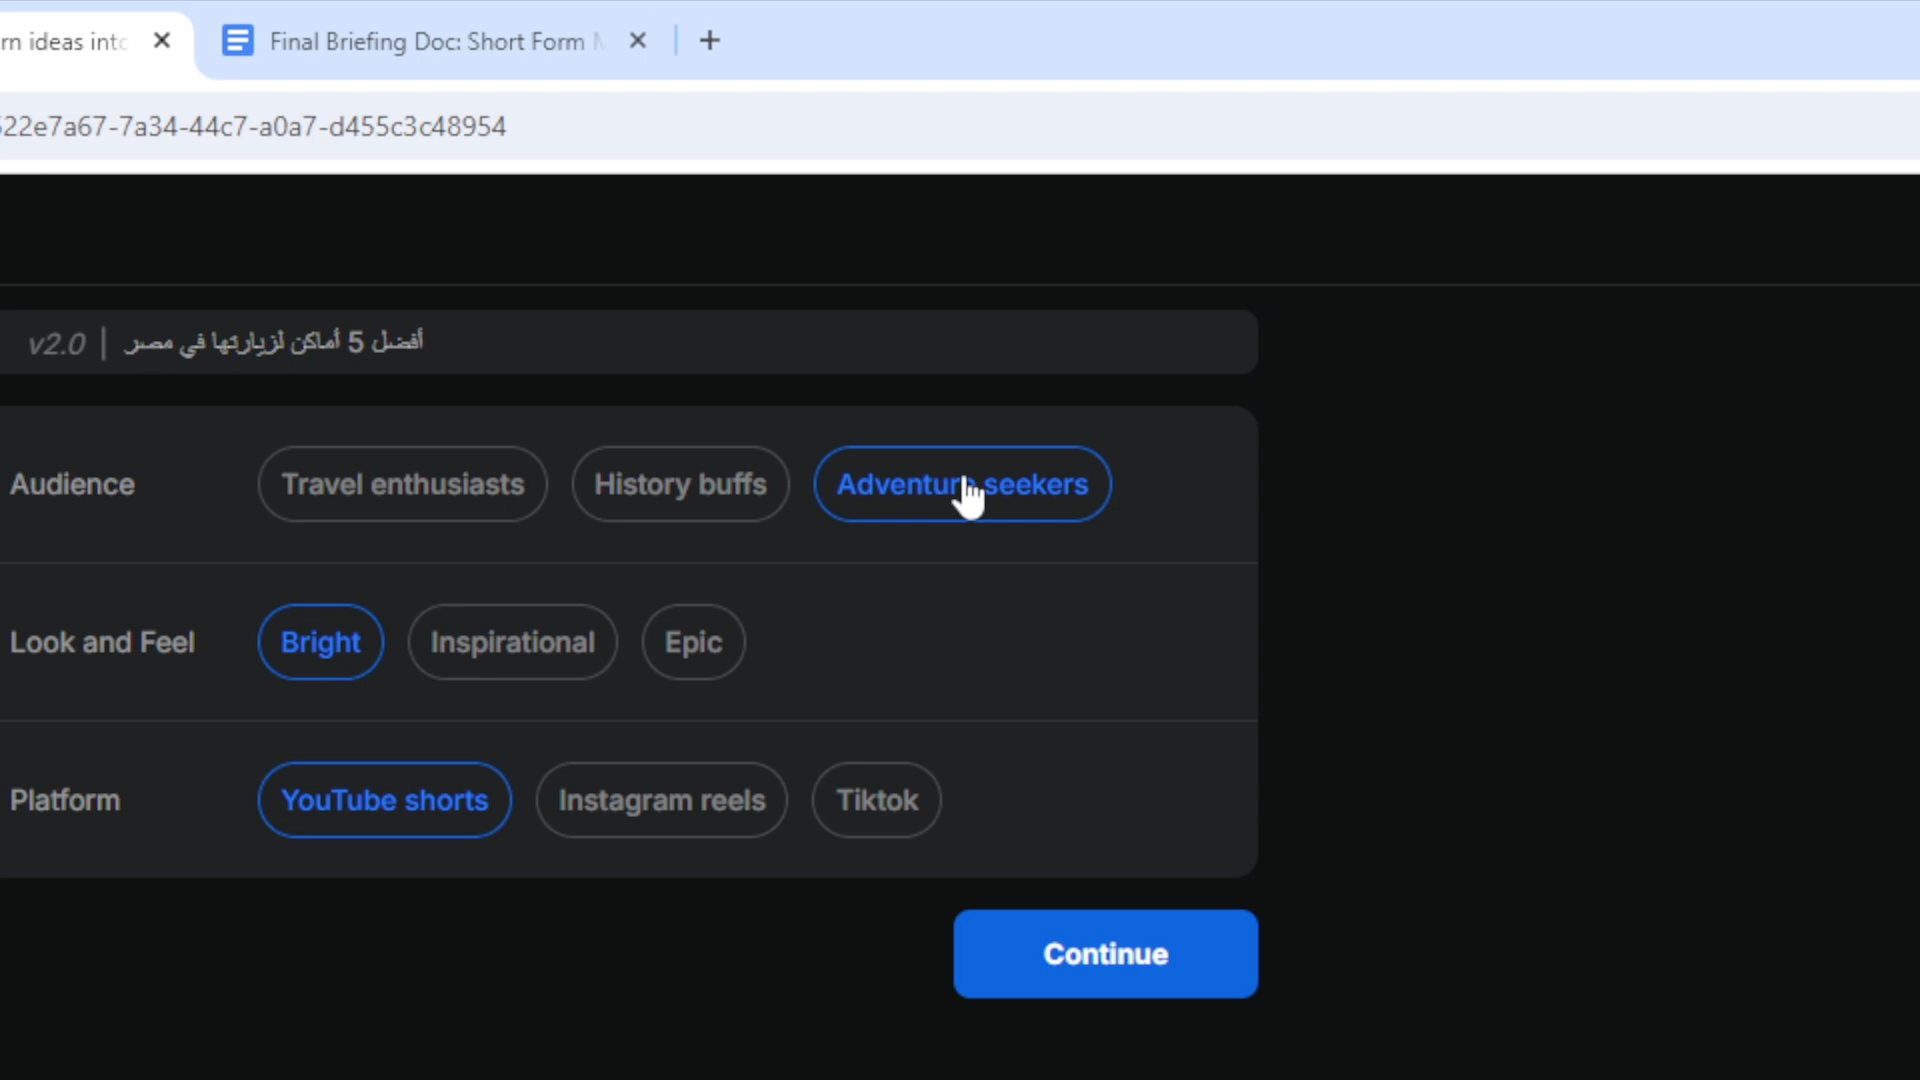 rn ideas into
Final Briefing Doc: Short Form
22e7a67-7a34-44c7-a0a7-d455c3c48954
v2.0 | أفضل 5 أماكن لزيارتها في مصر
Audience Travel enthusiasts History buffs Adventure seekers
Look and Feel Bright Inspirational Epic
Platform YouTube shorts Instagram reels Tiktok
Continue